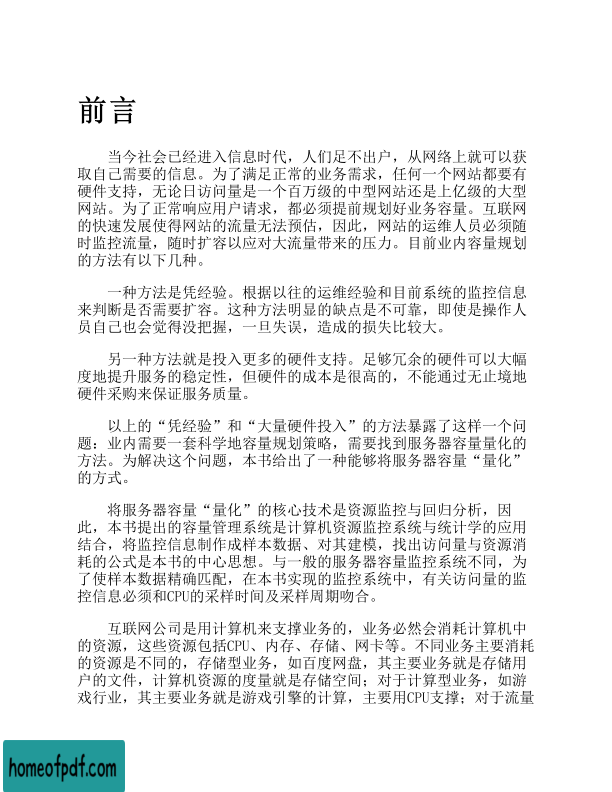 前言
当今社会已经进入信息时代，人们足不出户，从网络上就可以获
取自己需要的信息。为了满足正常的业务需求，任何一个网站都要有
硬件支持，无论日访问量是一个百万级的中型网站还是上亿级的大型
网站。为了正常响应用户请求，都必须提前规划好业务容量。互联网
的快速发展使得网站的流量无法预估，因此，网站的运维人员必须随
时监控流量，随时扩容以应对大流量带来的压力。目前业内容量规划
的方法有以下几种。
一种方法是凭经验。根据以往的运维经验和目前系统的监控信息
来判断是否需要扩容。这种方法明显的缺点是不可靠，即使是操作人
员自己也会觉得没把握，一旦失误，造成的损失比较大。
另一种方法就是投入更多的硬件支持。足够冗余的硬件可以大幅
度地提升服务的稳定性，但硬件的成本是很高的，不能通过无止境地
硬件采购来保证服务质量。
以上的“凭经验”和“大量硬件投入”的方法暴露了这样一个问
题：业内需要一套科学地容量规划策略，需要找到服务器容量量化的
方法。为解决这个问题，本书给出了一种能够将服务器容量“量化”
的方式。
将服务器容量“量化”的核心技术是资源监控与回归分析，因
此，本书提出的容量管理系统是计算机资源监控系统与统计学的应用
结合，将监控信息制作成样本数据、对其建模，找出访问量与资源消
耗的公式是本书的中心思想。与一般的服务器容量监控系统不同，为
了使样本数据精确匹配，在本书实现的监控系统中，有关访问量的监
控信息必须和CPU的采样时间及采样周期吻合。
互联网公司是用计算机来支撑业务的，业务必然会消耗计算机中
的资源，这些资源包括CPU、内存、存储、网卡等。不同业务主要消耗
的资源是不同的，存储型业务，如百度网盘，其主要业务就是存储用
户的文件，计算机资源的度量就是存储空间；对于计算型业务，如游
戏行业，其主要业务就是游戏引擎的计算，主要用CPU支撑；对于流量
homeofpdf.com